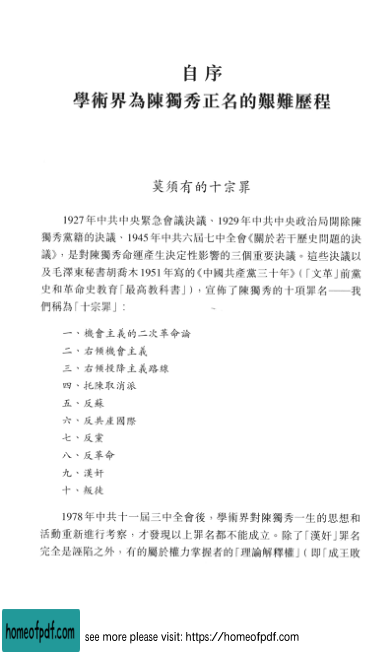 自序
學術界為陳獨秀正名的艱難歷程
莫須有的十宗罪
1927年中共中央緊急會議決議、1929年中共中央政治局開除陳
獨秀黨籍的決議、1945年中共六屆七中全會《關於若干歷史問題的決
議》，是對陳獨秀命運產生決定性影響的三個重要決議。這些決議以
及毛澤東秘書胡喬木1951年寫的《中國共產黨三十年》（「文革」前黨
史和革命史教育「最高教科書」），宣佈了陳獨秀的十項罪名——我
們稱為「十宗罪」：
一、機會主義的二次革命論
二、右傾機會主義
三、右傾投降主義路線
四、托陳取消派
五、反蘇
六、反共產國際
七、反黨
八、反革命
九、漢奸
十、叛徒
1978年中共十一屆三中全會後，學術界對陳獨秀一生的思想和
活動重新進行考察，才發現以上罪名都不能成立。除了「漢奸」罪名
完全是誣陷之外，有的屬於權力掌握者的「理論解釋權」（即「成王敗
homeofpdf.com
see more please visit: https://homeofpdf.com